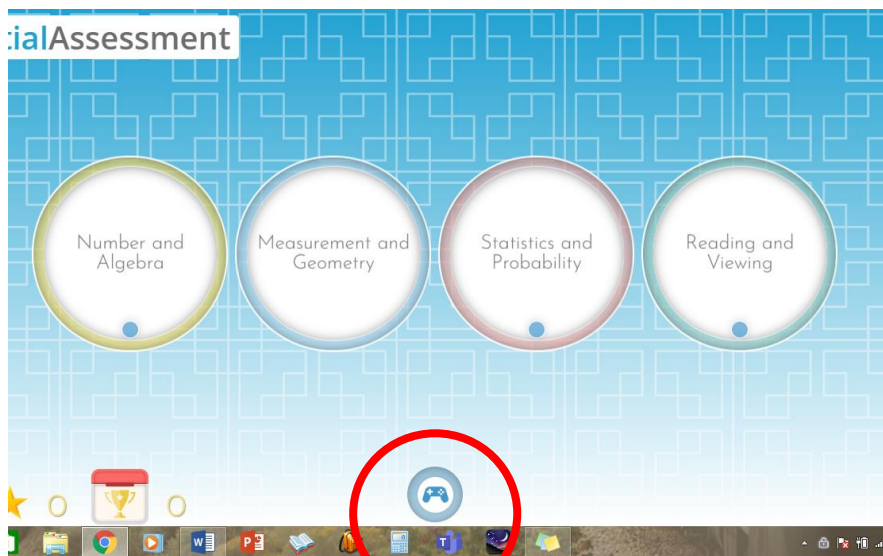 tialAssessment
Number and
Algebra
Measurement and
Geometry
Statistics and
Probability
Reading and
Viewing
0
0